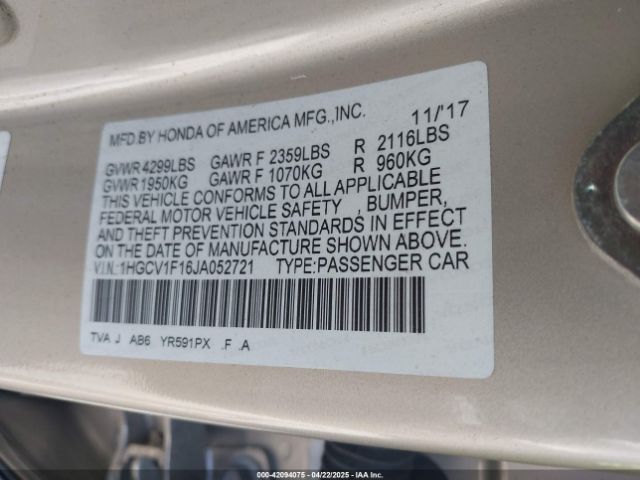 MFD.BY HONDA OF AMERICA MFG.,INC. 11/'17
GVWR 4299LBS GAWR F 2359LBS R 2116LBS
GVWR 1950KG GAWR F 1070KG R 960KG
THIS VEHICLE CONFORMS TO ALL APPLICABLE
FEDERAL MOTOR VEHICLE SAFETY , BUMPER,
AND THEFT PREVENTION STANDARDS IN EFFECT
ON THE DATE OF MANUFACTURE SHOWN ABOVE.
V.I.N.:1HGCV1F16JA052721 TYPE:PASSENGER CAR
TVA J AB6 YR591PX .F .A
000-42094075 - 04/22/2025 - IAA Inc.